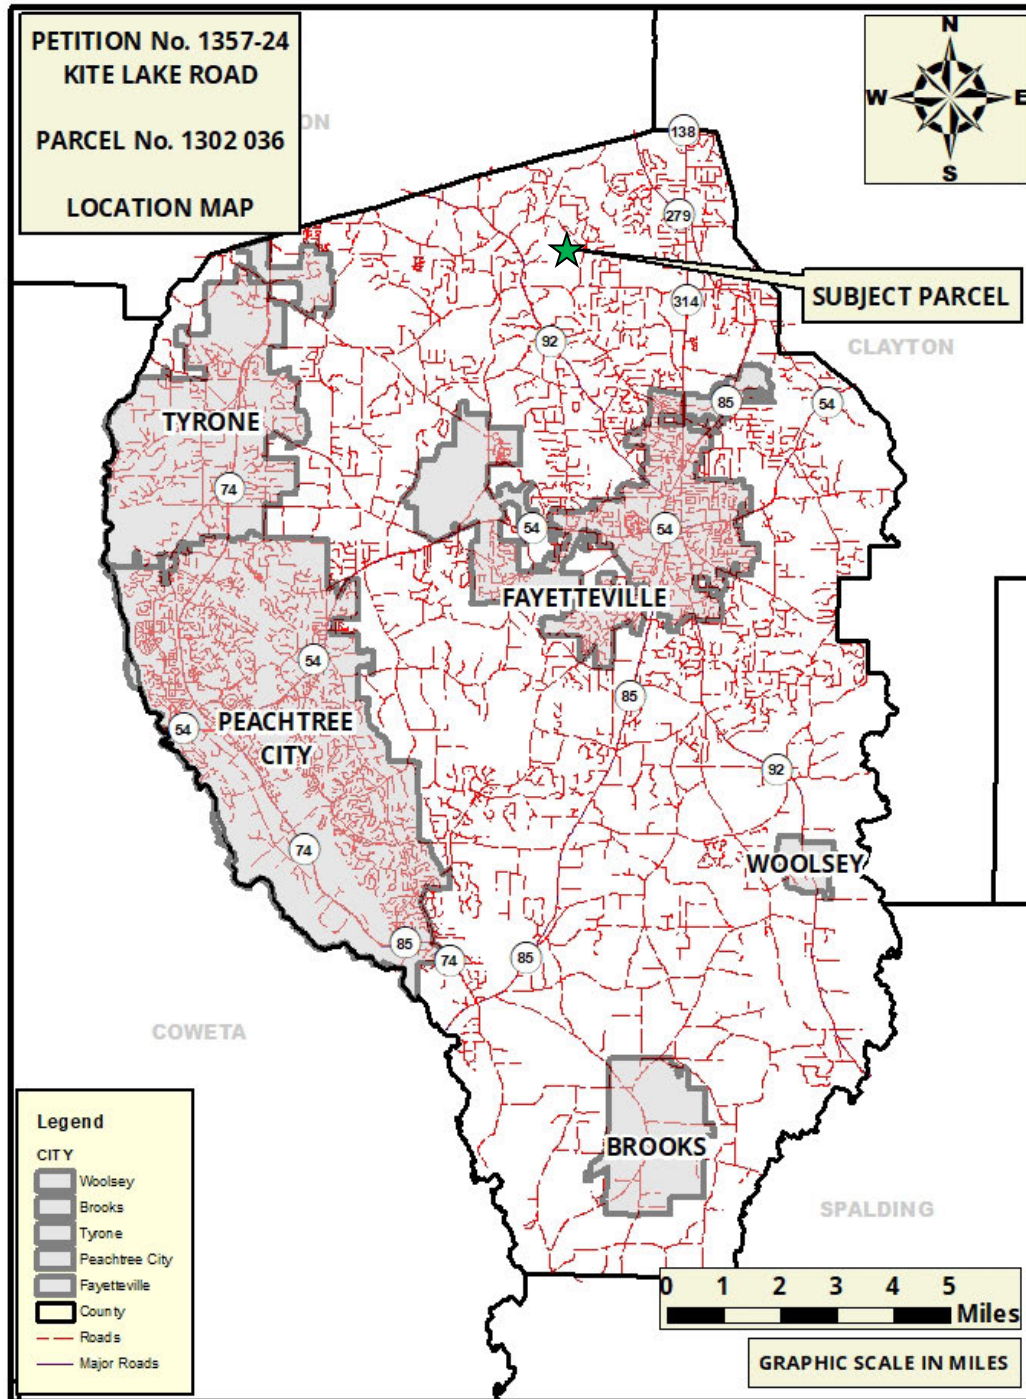 PETITION No. 1357-24
KITE LAKE ROAD
PARCEL No. 1302 036
LOCATION MAP
ON
N
W
E
S
138
279
SUBJECT PARCEL
314
92
CLAYTON
85
54
TYRONE
74
54
54
FAYETTEVILLE
54
85
PEACHTREE
CITY
54
92
74
WOOLSEY
85
74
85
COWETA
BROOKS
SPALDING
Legend
CITY
Woolsey
Brooks
Tyrone
Peachtree City
Fayetteville
County
Roads
Major Roads
0 1 2 3 4 5
Miles
GRAPHIC SCALE IN MILES